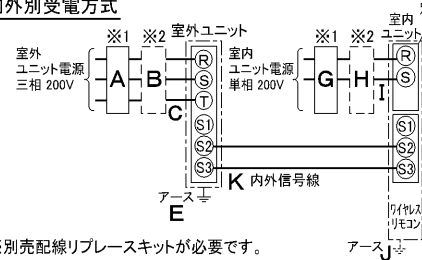 外別受電方式
※1 ※2 室外ユニット
室外
ユニット電源
三相 200V
A B C
R
S
T
S1
S2
S3
アース
E
※1 ※2
室内
ユニット
室内
ユニット電源
単相 200V
G H I
R
S
S1
S2
S3
K 内外信号線
ワイヤレス
リモコン
アース J
別売配線リプレースキットが必要です。